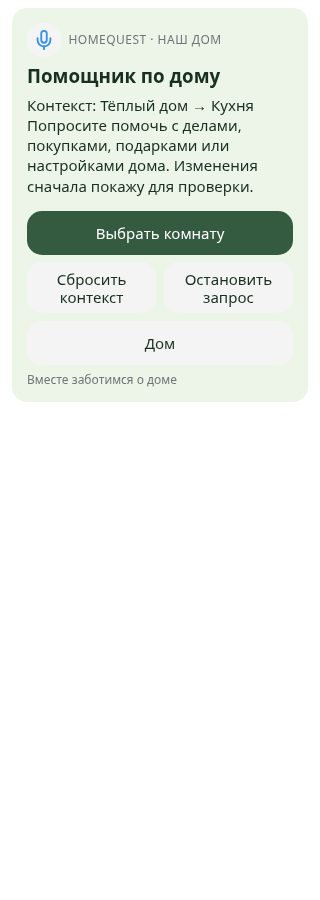 HOMEQUEST · НАШ ДОМ
Помощник по дому
Контекст: Тёплый дом → Кухня
Попросите помочь с делами,
покупками, подарками или
настройками дома. Изменения
сначала покажу для проверки.
Выбрать комнату
Сбросить
контекст
Остановить
запрос
Дом
Вместе заботимся о доме